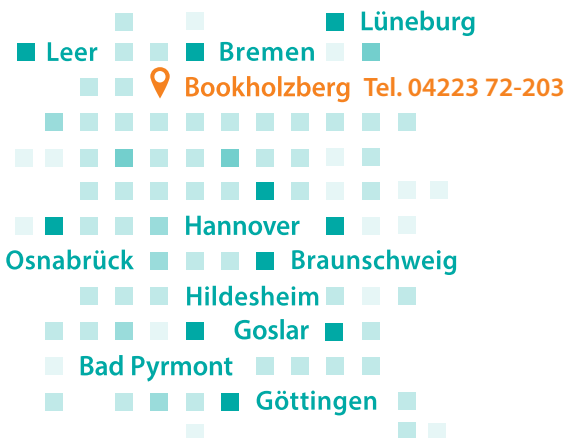 Lüneburg
Leer Bremen
Bookholzberg Tel. 04223 72-203
Hannover
Osnabrück Braunschweig
Hildesheim
Goslar
Bad Pyrmont
Göttingen